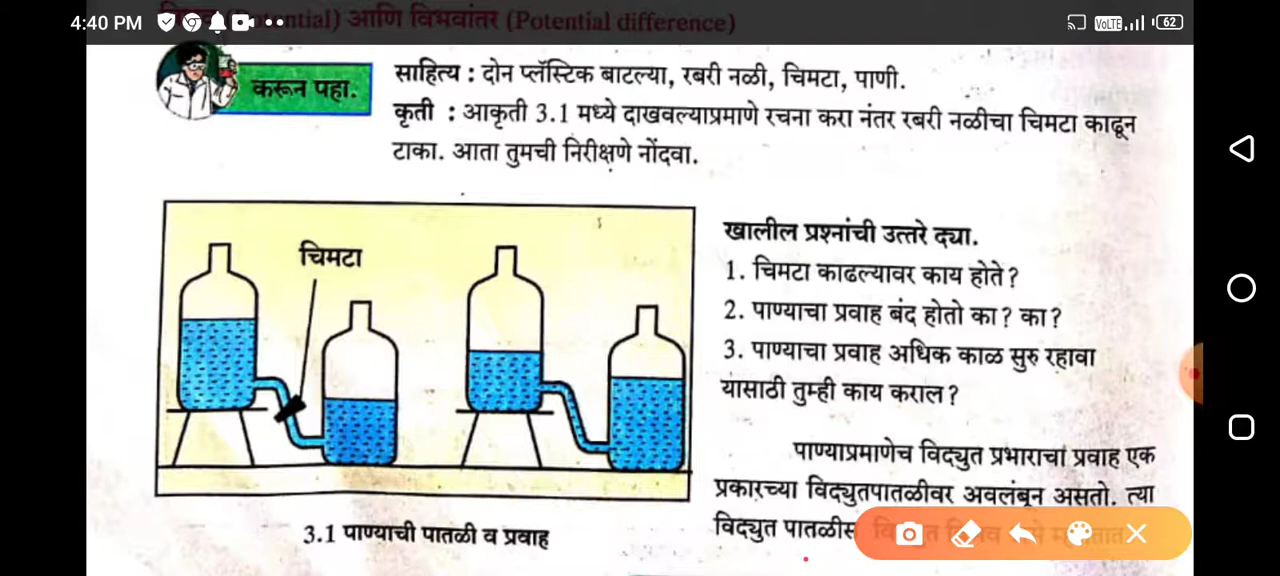 4:40 PM
VoLTE 62
(Potential) आणि विभवांतर (Potential difference)
करून पहा.
साहित्य : दोन प्लॅस्टिक बाटल्या, रबरी नळी, चिमटा, पाणी.
कृती : आकृती 3.1 मध्ये दाखवल्याप्रमाणे रचना करा नंतर रबरी नळीचा चिमटा काढून
टाका. आता तुमची निरीक्षणे नोंदवा.
चिमटा
3.1 पाण्याची पातळी व प्रवाह
खालील प्रश्नांची उत्तरे द्या.
1. चिमटा काढल्यावर काय होते?
2. पाण्याचा प्रवाह बंद होतो का? का?
3. पाण्याचा प्रवाह अधिक काळ सुरु रहावा
यासाठी तुम्ही काय कराल?
पाण्याप्रमाणेच विद्युत प्रभाराचा प्रवाह एक
प्रकारच्या विद्युतपातळीवर अवलंबून असतो. त्या
विद्युत पातळीस